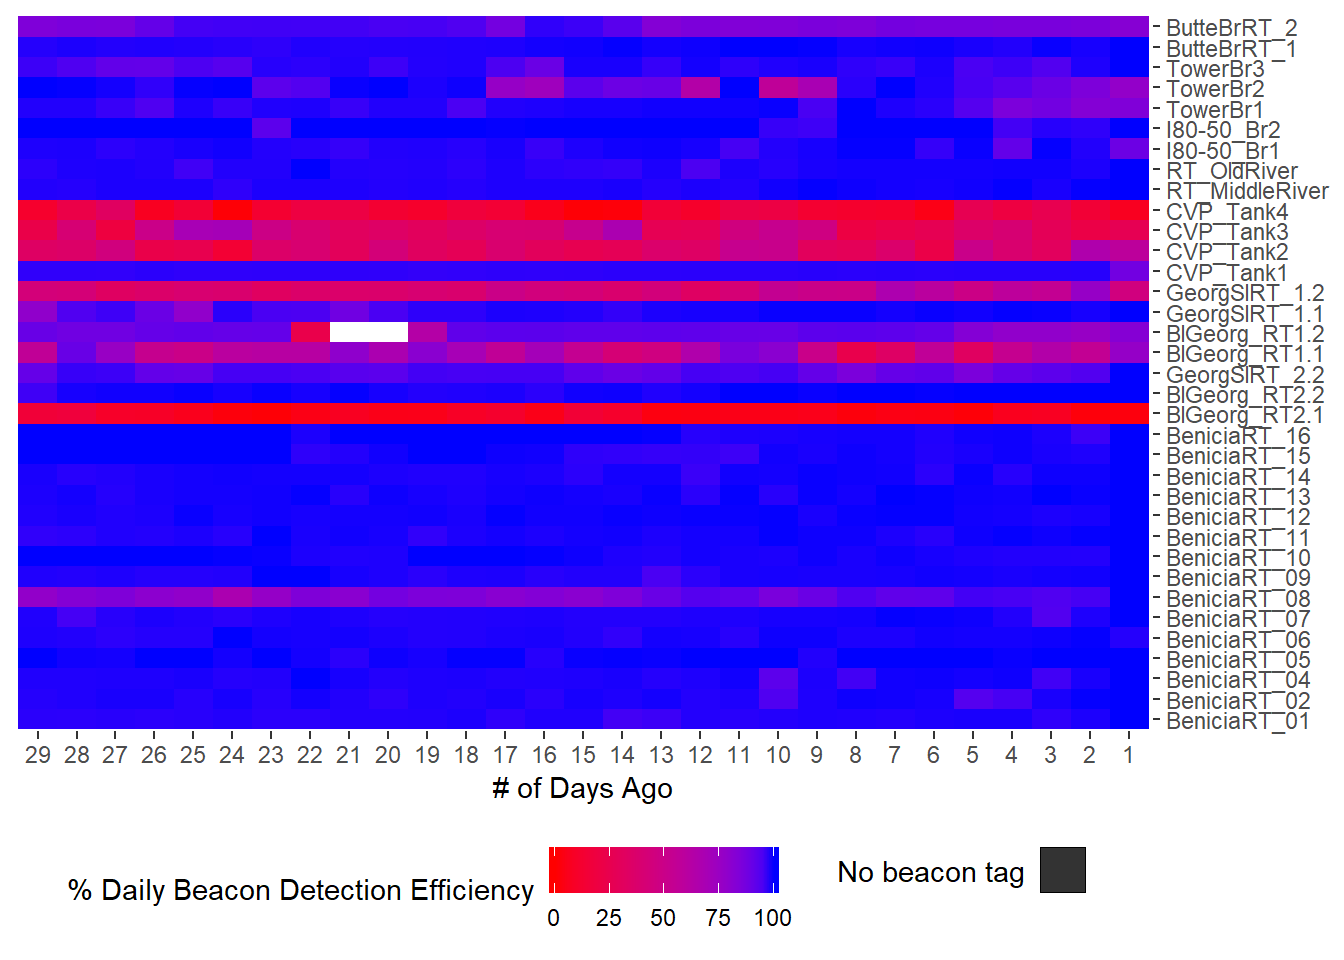 ButteBrRT_2
ButteBrRT_1
TowerBr3
TowerBr2
TowerBr1
I80-50_Br2
I80-50_Br1
RT_OldRiver
RT_MiddleRiver
CVP_Tank4
CVP_Tank3
CVP_Tank2
CVP_Tank1
GeorgSlRT_1.2
GeorgSlRT_1.1
BlGeorg_RT1.2
BlGeorg_RT1.1
GeorgSlRT_2.2
BlGeorg_RT2.2
BlGeorg_RT2.1
BeniciaRT_16
BeniciaRT_15
BeniciaRT_14
BeniciaRT_13
BeniciaRT_12
BeniciaRT_11
BeniciaRT_10
BeniciaRT_09
BeniciaRT_08
BeniciaRT_07
BeniciaRT_06
BeniciaRT_05
BeniciaRT_04
BeniciaRT_02
BeniciaRT_01
29 28 27 26 25 24 23 22 21 20 19 18 17 16 15 14 13 12 11 10 9 8 7 6 5 4 3 2 1
# of Days Ago
% Daily Beacon Detection Efficiency
0 25 50 75 100
No beacon tag